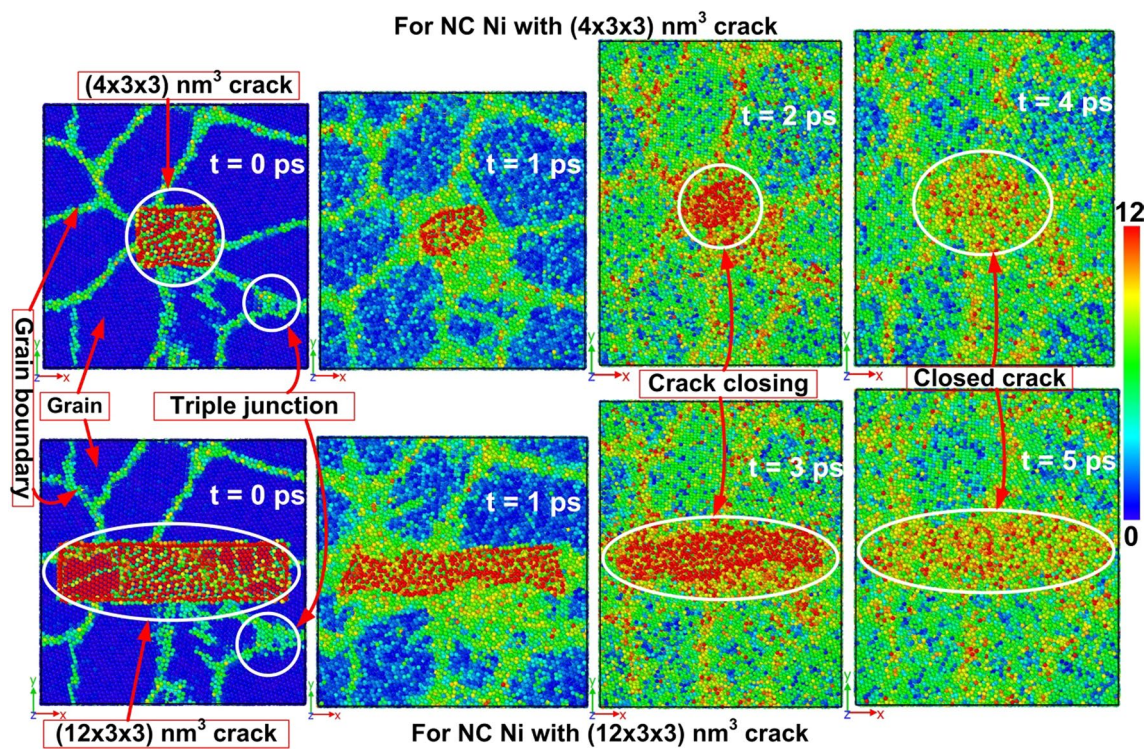 For NC Ni with (4x3x3) nm³ crack
(4x3x3) nm³ crack
t = 0 ps
t = 1 ps
t = 2 ps
t = 4 ps
12
0
Grain boundary
Grain
Triple junction
Crack closing
Closed crack
y
z x
y
z x
y
z x
y
z x
t = 0 ps
t = 1 ps
t = 3 ps
t = 5 ps
y
z x
y
z x
y
z x
y
z x
(12x3x3) nm³ crack
For NC Ni with (12x3x3) nm³ crack